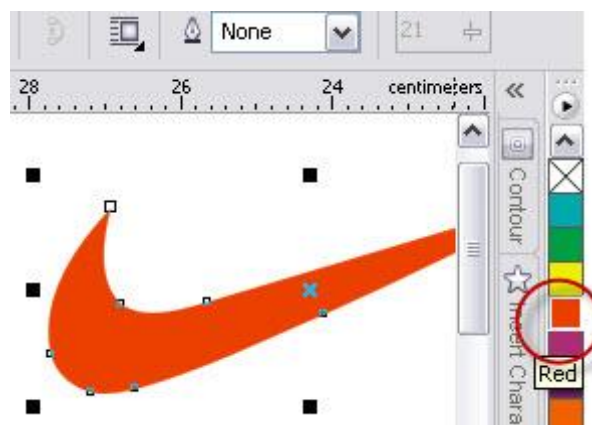 None
21
28 26 24 centimeters
Contour
Insert Chara
Red